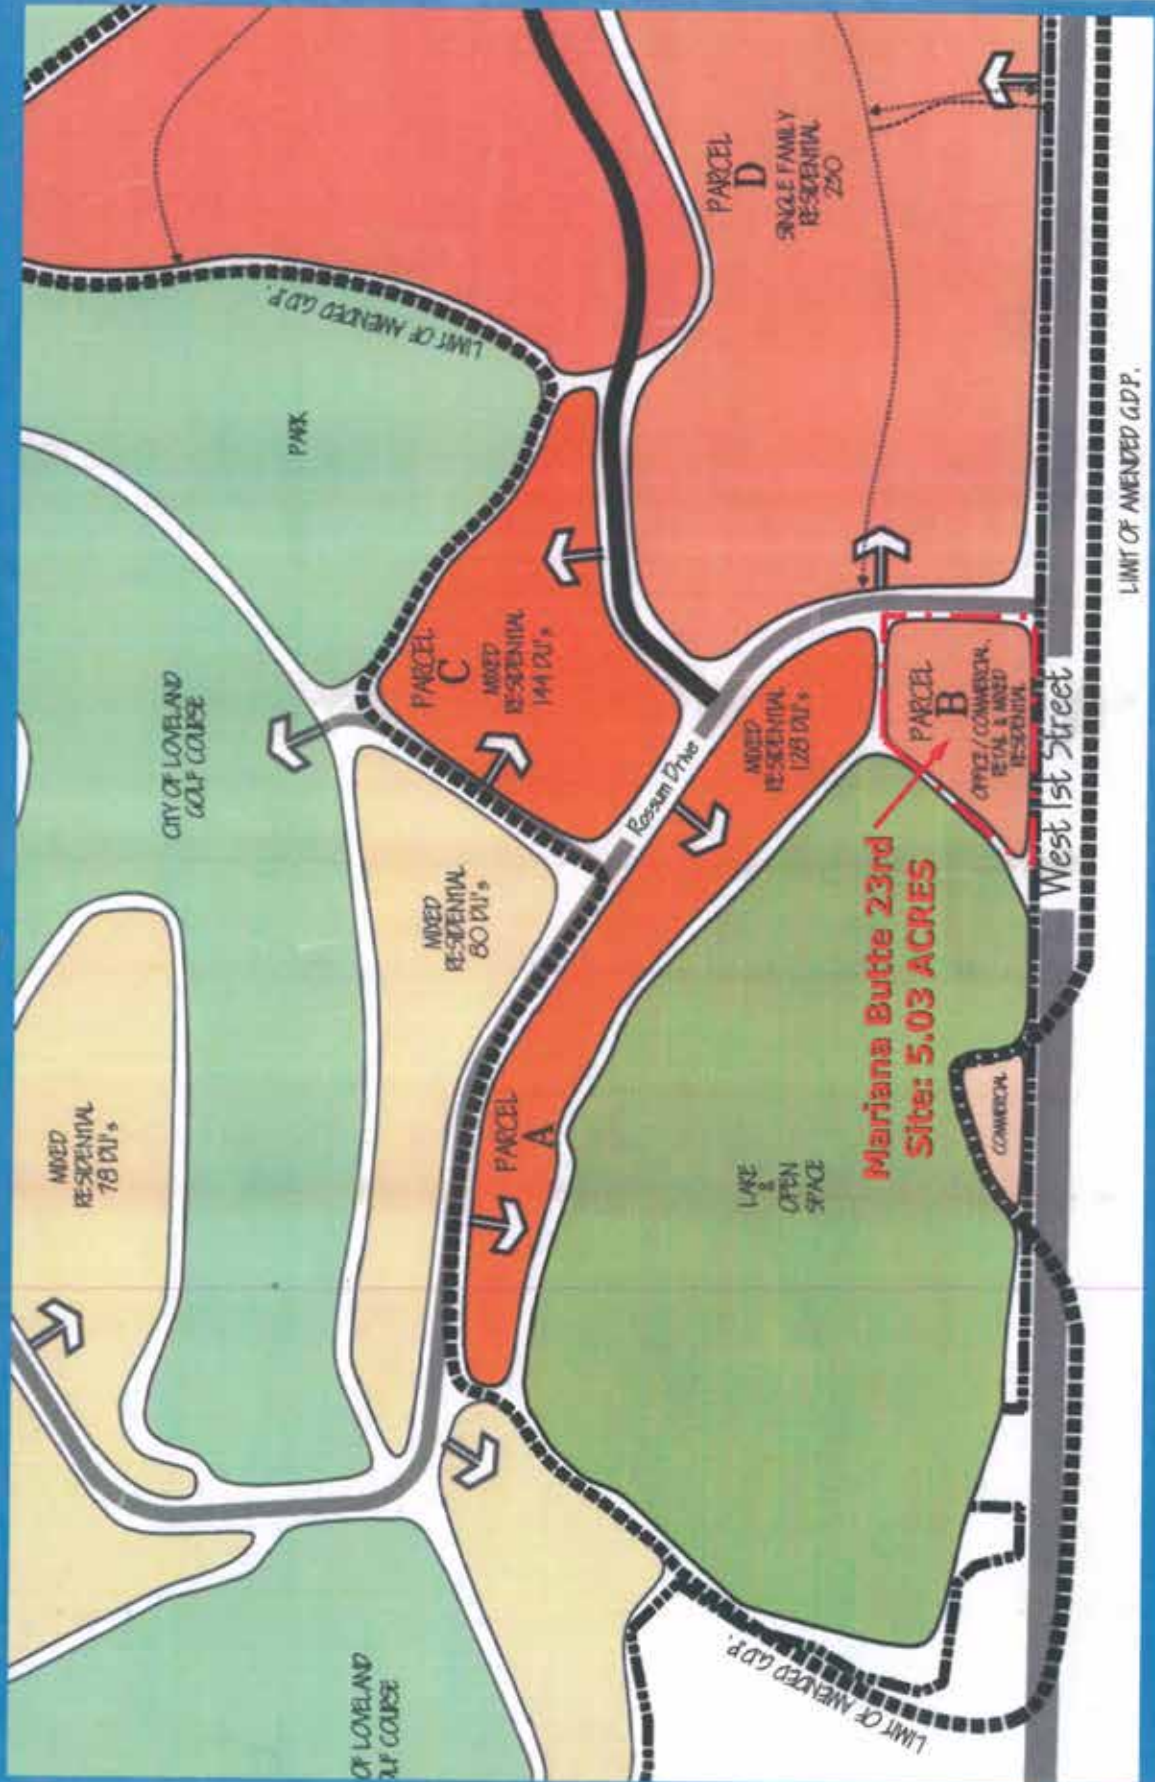 MIXED
RESIDENTIAL
78 DU's
CITY OF LOVELAND
GOLF COURSE
PARK
LIMIT OF AMENDED G.D.P.
OF LOVELAND
GOLF COURSE
MIXED
RESIDENTIAL
80 DU's
PARCEL
C
MIXED
RESIDENTIAL
144 DU's
PARCEL
D
SINGLE FAMILY
RESIDENTIAL
230
Rossum Drive
MIXED
RESIDENTIAL
128 DU's
PARCEL
A
LAKE
&
OPEN
SPACE
PARCEL
B
OFFICE / COMMERCIAL,
RETAIL & MIXED
RESIDENTIAL
Mariana Butte 23rd
Site: 5.03 ACRES
COMMERCIAL
West 1st Street
LIMIT OF AMENDED G.D.P.
LIMIT OF AMENDED G.D.P.